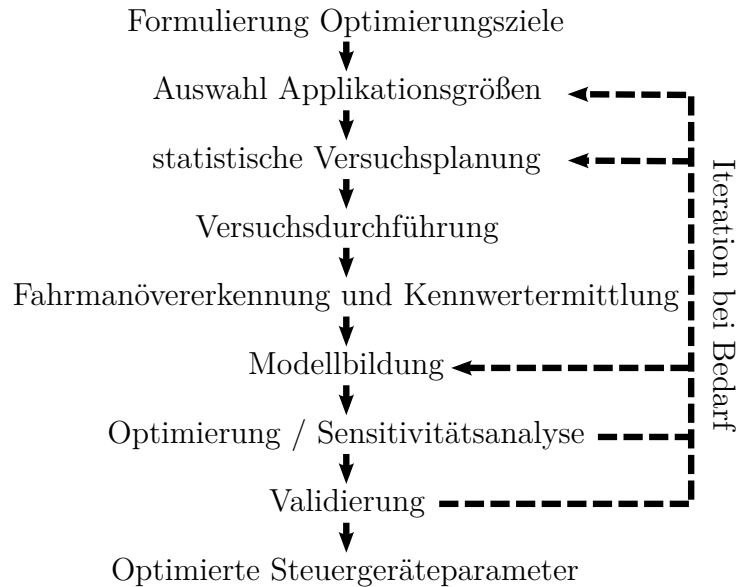 Formulierung Optimierungsziele
Auswahl Applikationsgrößen
statistische Versuchsplanung
Versuchsdurchführung
Fahrmanövererkennung und Kennwertermittlung
Modellbildung
Optimierung / Sensitivitätsanalyse
Validierung
Optimierte Steuergeräteparameter
Iteration bei Bedarf